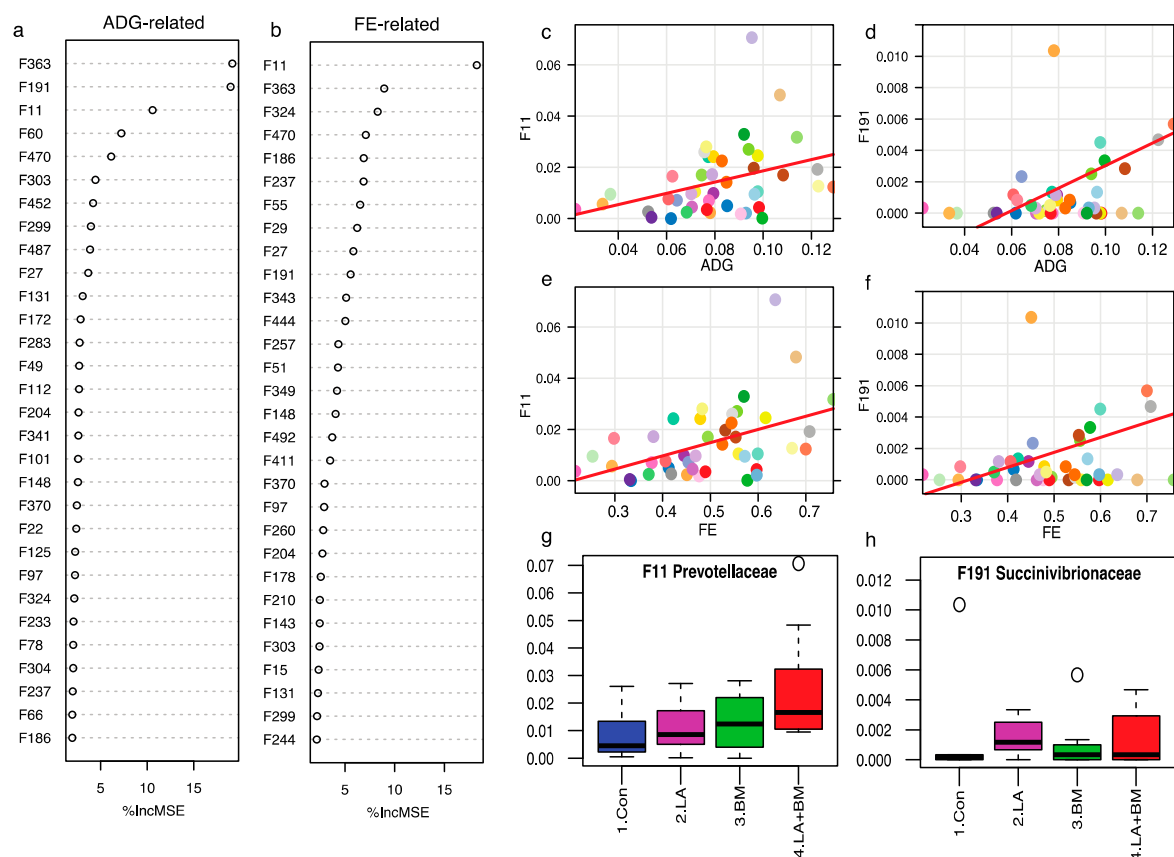 a
ADG-related
F363
F191
F11
F60
F470
F303
F452
F299
F487
F27
F131
F172
F283
F49
F112
F204
F341
F101
F148
F370
F22
F125
F97
F324
F233
F78
F304
F237
F66
F186
5 10 15
%IncMSE
b
FE-related
F11
F363
F324
F470
F186
F237
F55
F29
F27
F191
F343
F444
F257
F51
F349
F148
F492
F411
F370
F97
F260
F204
F178
F210
F143
F303
F15
F131
F299
F244
5 10 15
%IncMSE
c
F11
0.06
0.04
0.02
0.00
0.04 0.06 0.08 0.10 0.12
ADG
d
F191
0.010
0.008
0.006
0.004
0.002
0.000
0.04 0.06 0.08 0.10 0.12
ADG
e
F11
0.06
0.04
0.02
0.00
0.3 0.4 0.5 0.6 0.7
FE
f
F191
0.010
0.008
0.006
0.004
0.002
0.000
0.3 0.4 0.5 0.6 0.7
FE
g
F11 Prevotellaceae
0.07
0.06
0.05
0.04
0.03
0.02
0.01
0.00
1.Con
2.LA
3.BM
4.LA+BM
h
F191 Succinivibrionaceae
0.012
0.010
0.008
0.006
0.004
0.002
0.000
1.Con
2.LA
3.BM
4.LA+BM